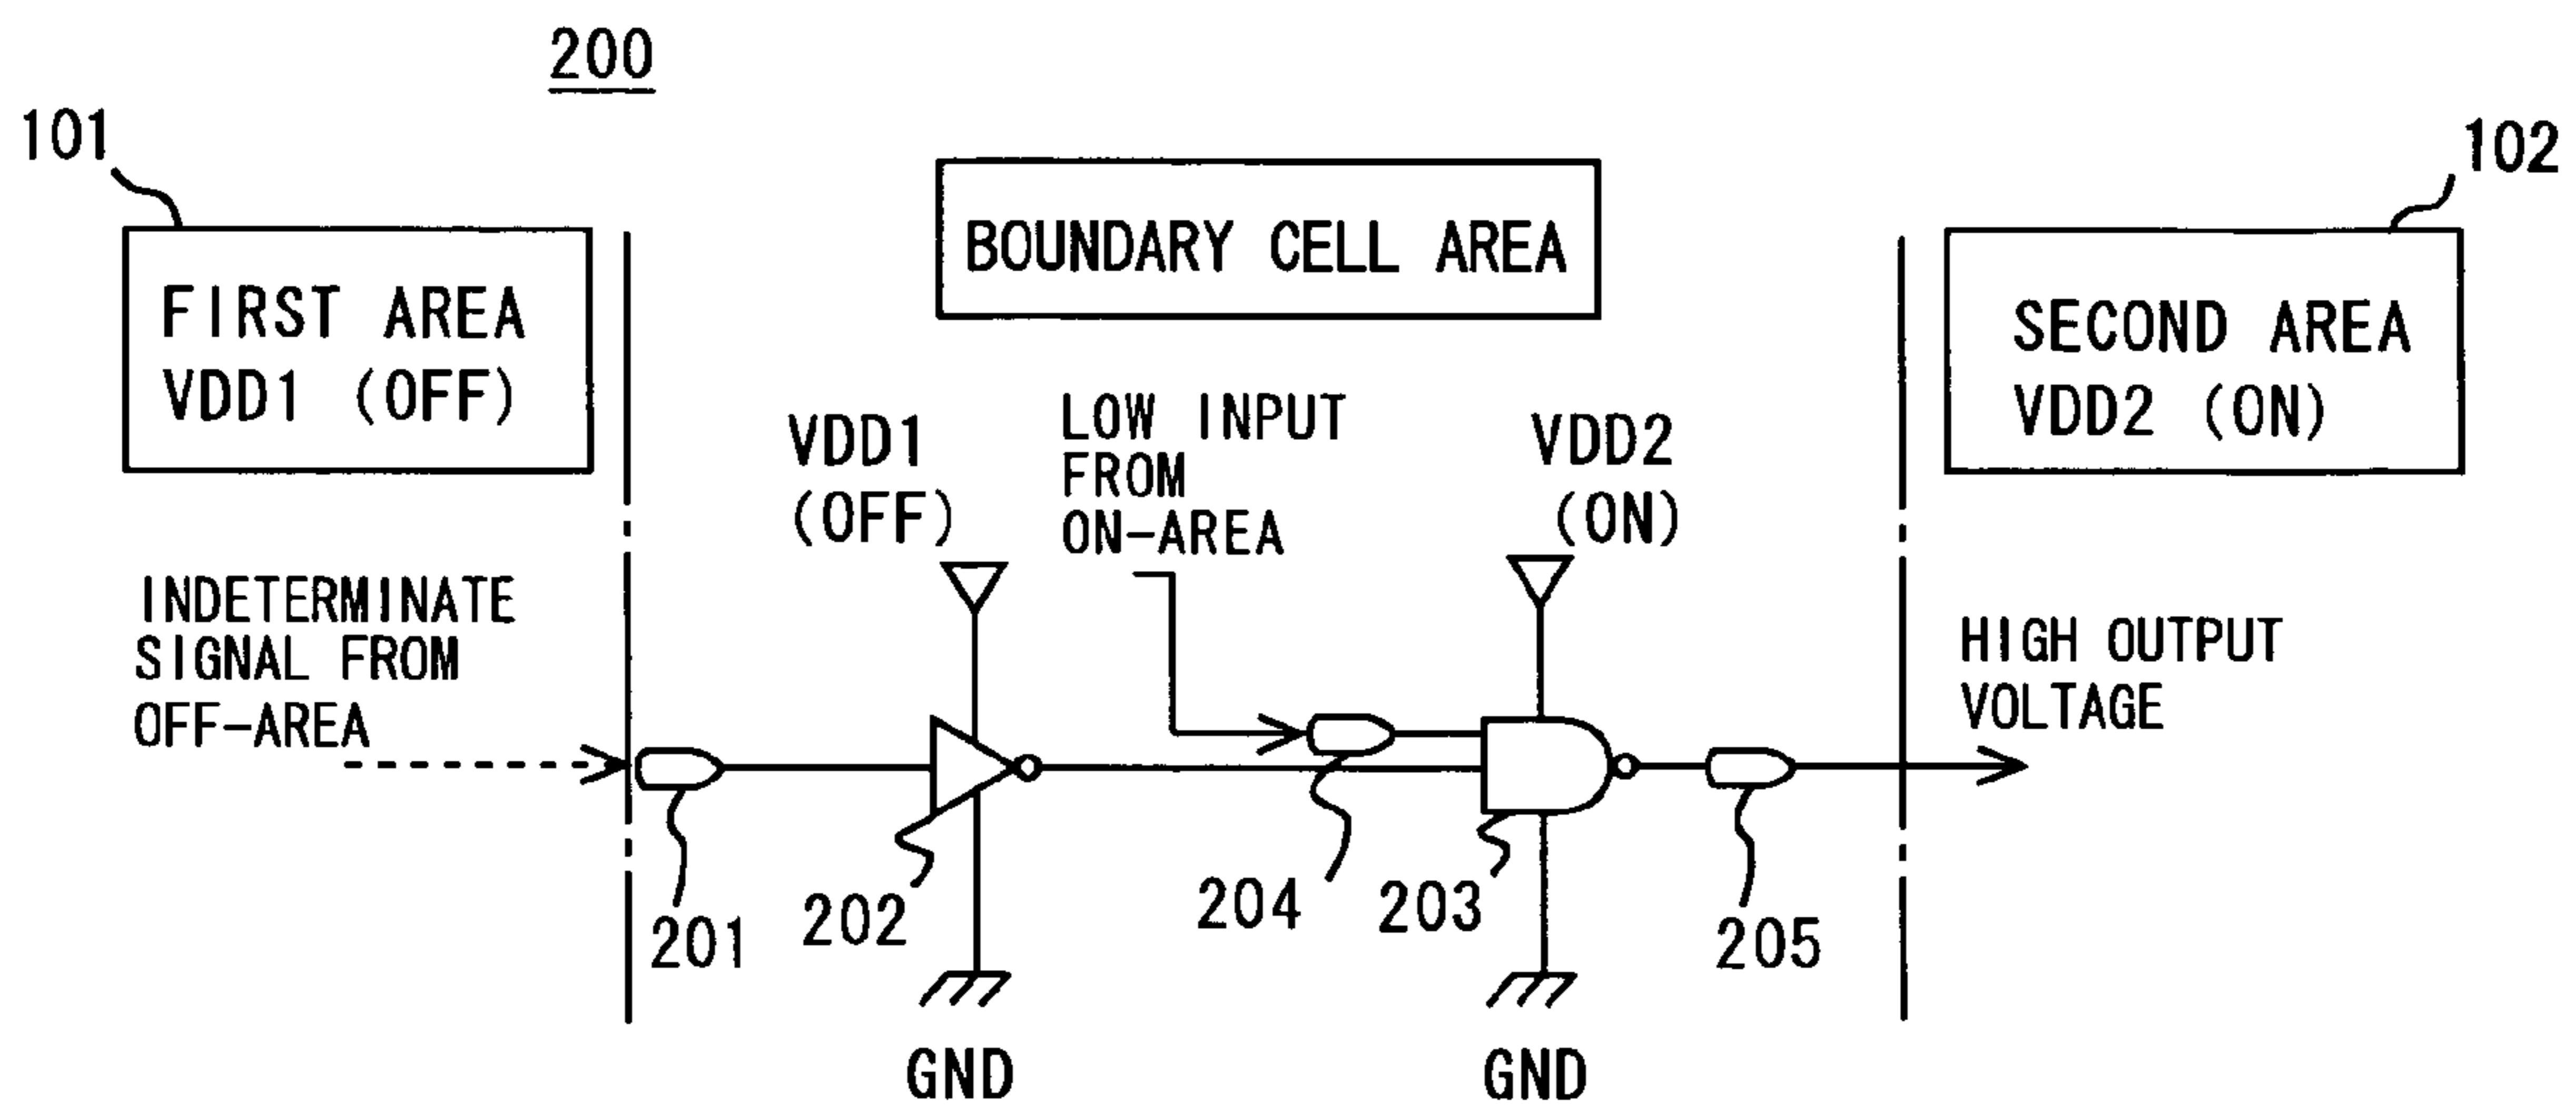 200
101
102
BOUNDARY CELL AREA
FIRST AREA
VDD1 (OFF)
SECOND AREA
VDD2 (ON)
VDD1
(OFF)
LOW INPUT
FROM
ON-AREA
VDD2
(ON)
INDETERMINATE
SIGNAL FROM
OFF-AREA
HIGH OUTPUT
VOLTAGE
201
202
204
203
205
GND
GND